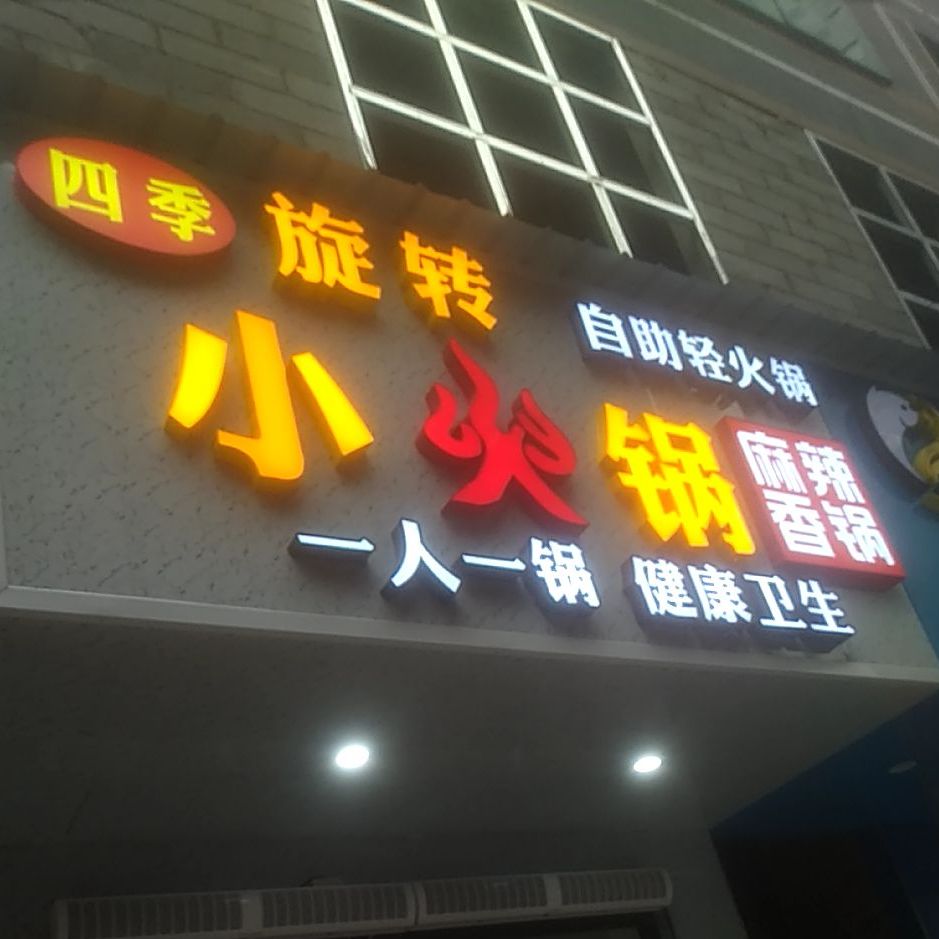 四季
旋转
小火锅
自助轻火锅
麻辣
香锅
一人一锅 健康卫生